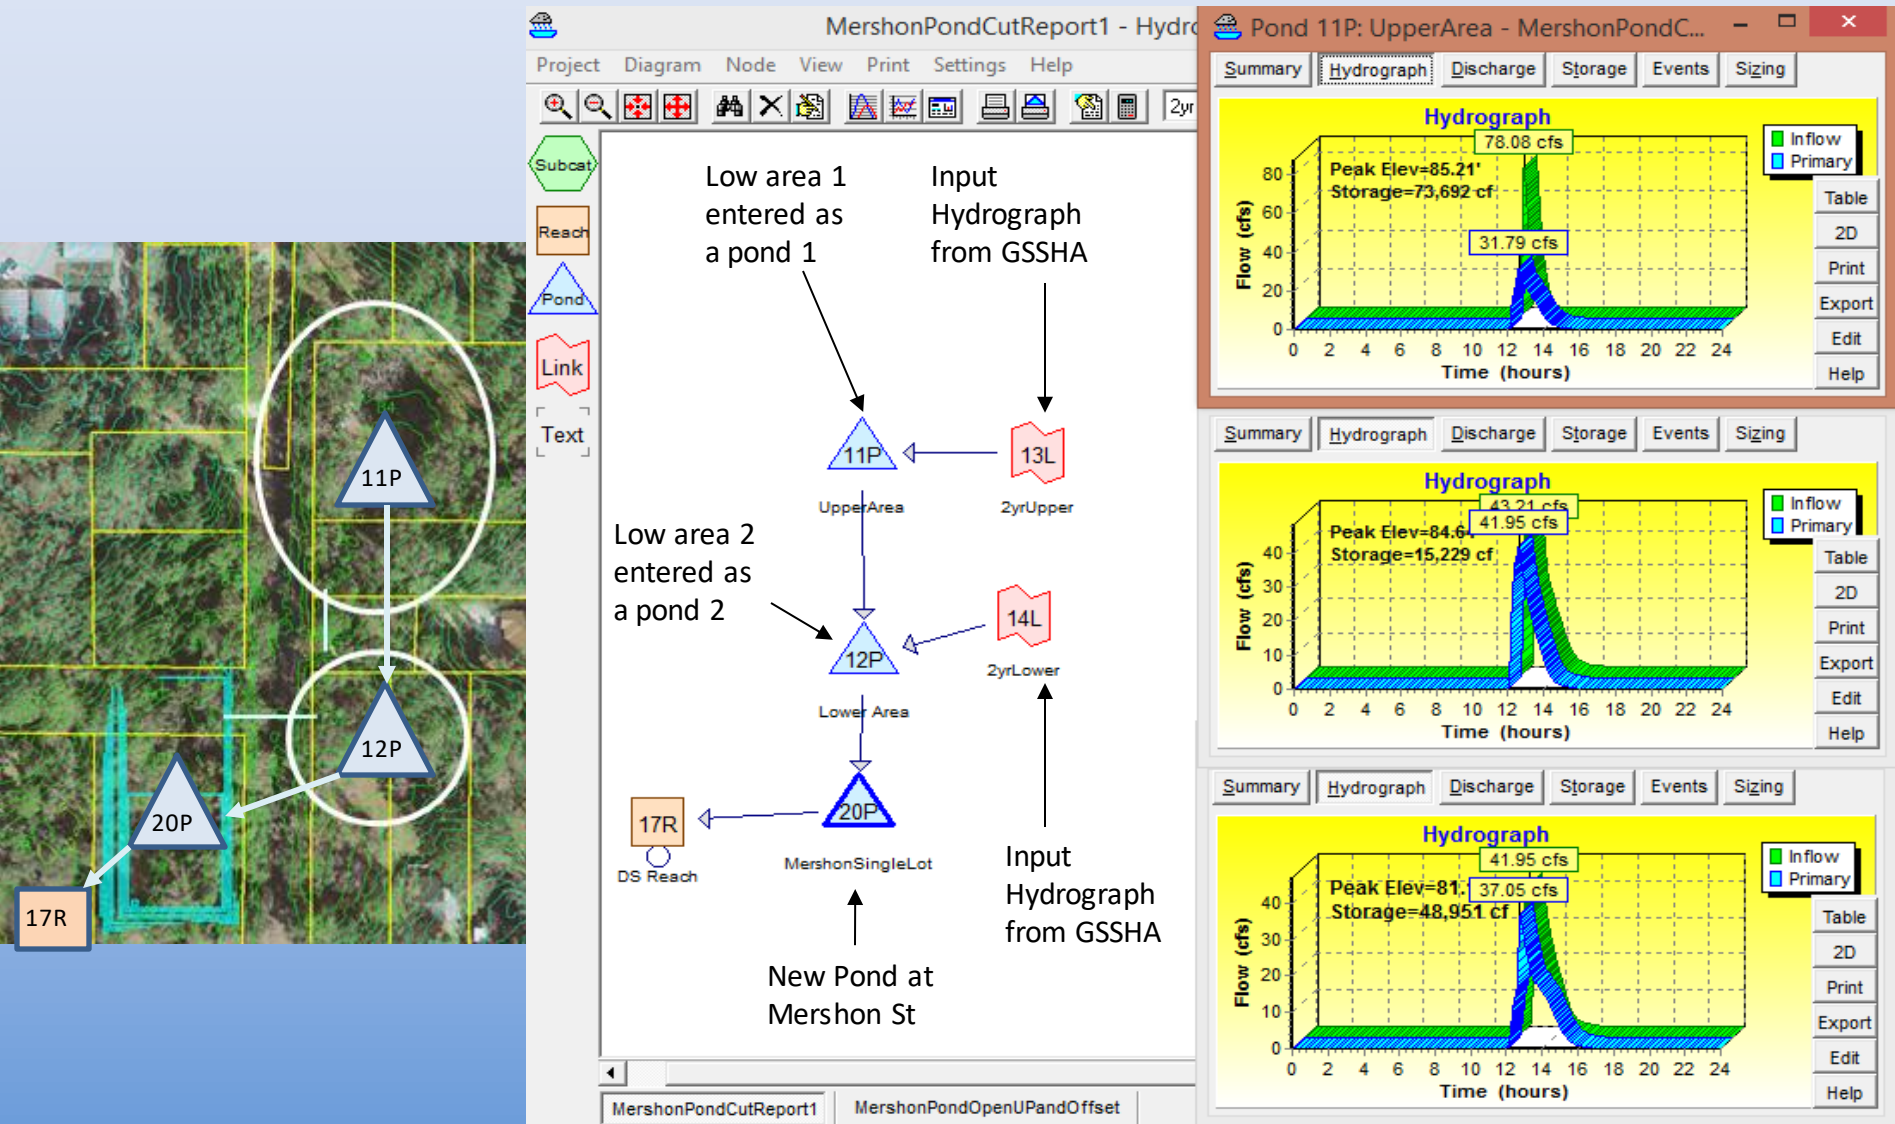 MershonPondCutReport1 - Hydro
Project Diagram Node View Print Settings Help
2yr
Subcat
Reach
Pond
Link
Text
Low area 1
entered as
a pond 1
Input
Hydrograph
from GSSHA
11P
13L
UpperArea
2yrUpper
Low area 2
entered as
a pond 2
14L
12P
2yrLower
Lower Area
20P
17R
MershonSingleLot
DS Reach
Input
Hydrograph
from GSSHA
New Pond at
Mershon St
MershonPondCutReport1
MershonPondOpenUPandOffset
11P
12P
20P
17R
Pond 11P: UpperArea - MershonPondC...
Summary Hydrograph Discharge Storage Events Sizing
Hydrograph
78.08 cfs
Inflow
Primary
Peak Elev=85.21'
Storage=73,692 cf
31.79 cfs
80
60
40
20
0
Flow (cfs)
0 2 4 6 8 10 12 14 16 18 20 22 24
Time (hours)
Table
2D
Print
Export
Edit
Help
Summary Hydrograph Discharge Storage Events Sizing
Hydrograph
43.21 cfs
41.95 cfs
Inflow
Primary
Peak Elev=84.6
Storage=15,229 cf
40
30
20
10
0
Flow (cfs)
0 2 4 6 8 10 12 14 16 18 20 22 24
Time (hours)
Table
2D
Print
Export
Edit
Help
Summary Hydrograph Discharge Storage Events Sizing
Hydrograph
41.95 cfs
37.05 cfs
Inflow
Primary
Peak Elev=81.
Storage=48,951 cf
40
30
20
10
0
Flow (cfs)
0 2 4 6 8 10 12 14 16 18 20 22 24
Time (hours)
Table
2D
Print
Export
Edit
Help